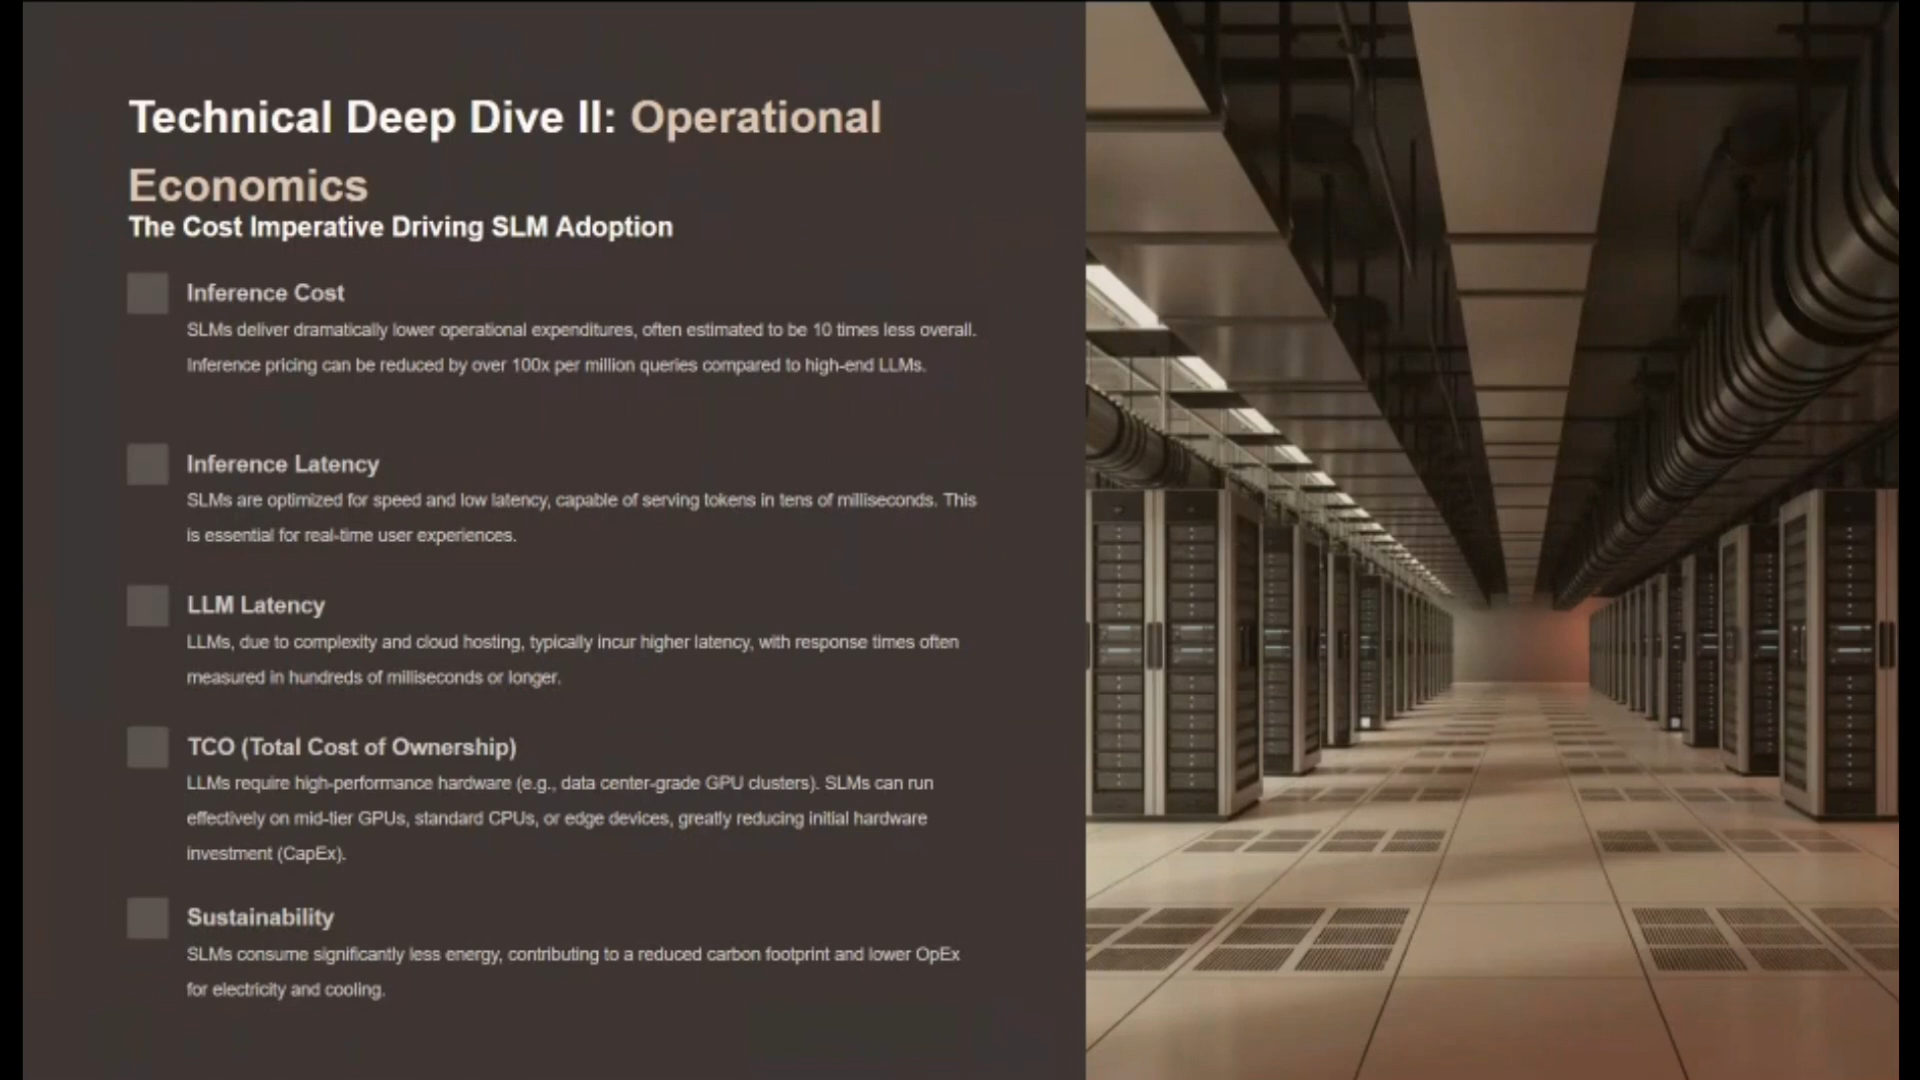 Technical Deep Dive II: Operational
Economics
The Cost Imperative Driving SLM Adoption
Inference Cost
SLMs deliver dramatically lower operational expenditures, often estimated to be 10 times less overall.
Inference pricing can be reduced by over 100x per million queries compared to high-end LLMs.
Inference Latency
SLMs are optimized for speed and low latency, capable of serving tokens in tens of milliseconds. This
is essential for real-time user experiences.
LLM Latency
LLMs, due to complexity and cloud hosting, typically incur higher latency, with response times often
measured in hundreds of milliseconds or longer.
TCO (Total Cost of Ownership)
LLMs require high-performance hardware (e.g., data center-grade GPU clusters). SLMs can run
effectively on mid-tier GPUs, standard CPUs, or edge devices, greatly reducing initial hardware
investment (CapEx).
Sustainability
SLMs consume significantly less energy, contributing to a reduced carbon footprint and lower OpEx
for electricity and cooling.